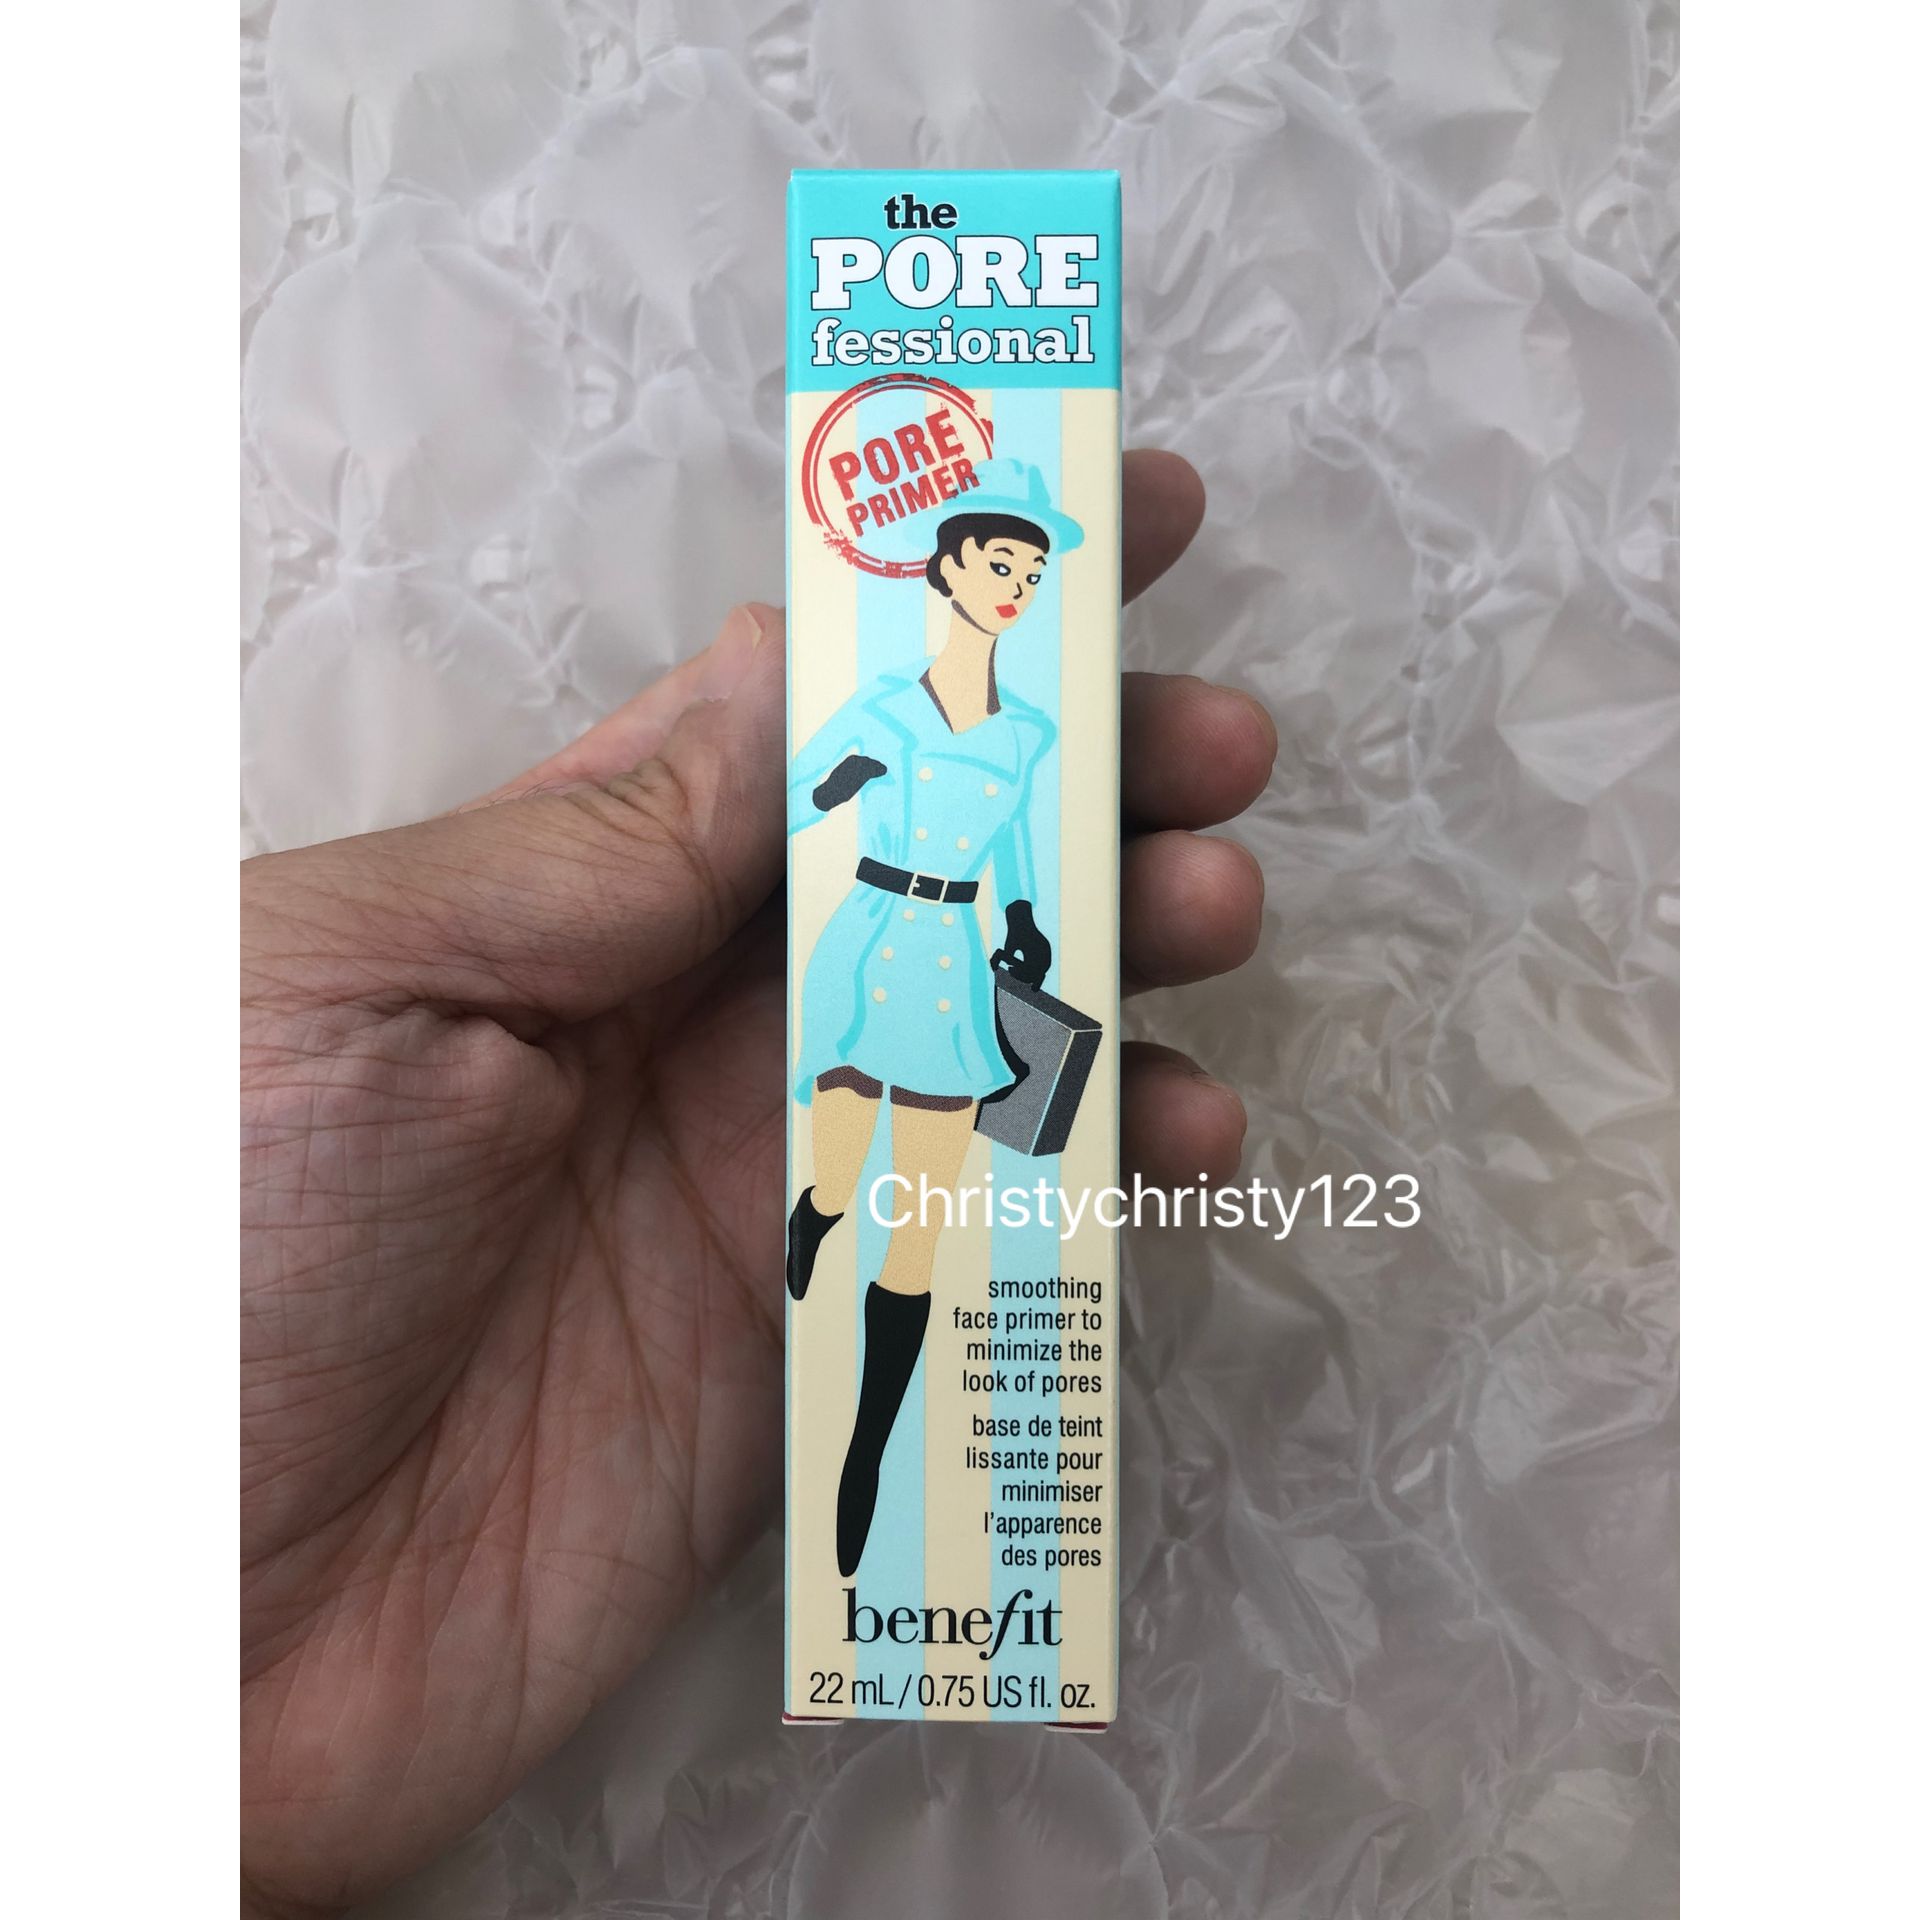 the
PORE
fessional
PORE
PRIMER
Christychristy123
smoothing
face primer to
minimize the
look of pores
base de teint
lissante pour
minimiser
l'apparence
des pores
benefit
22 mL / 0.75 US fl. oz.